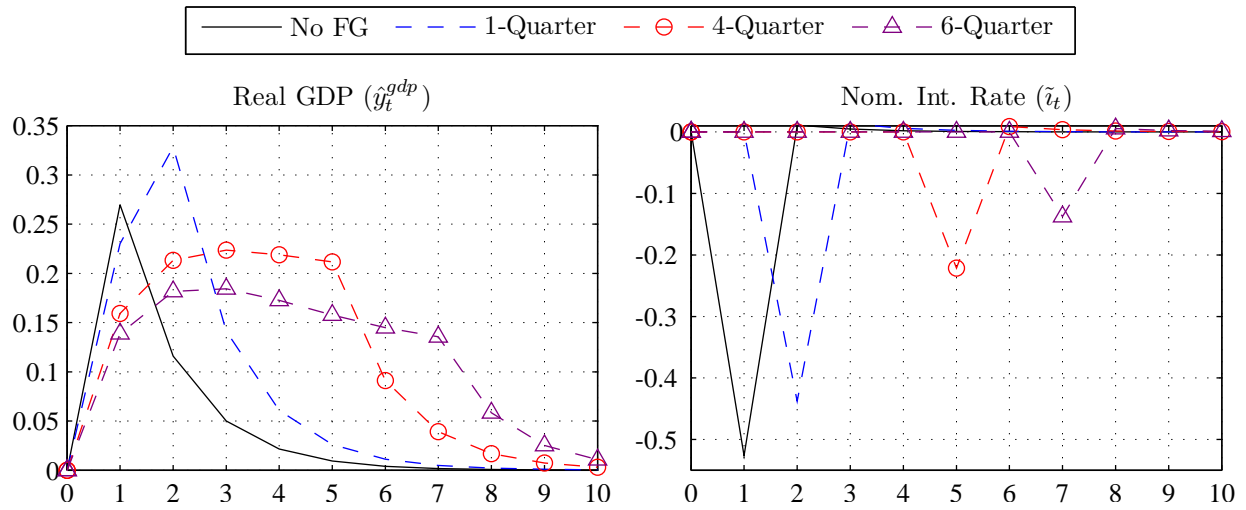 No FG 1-Quarter 4-Quarter 6-Quarter
Real GDP (ŷ_t^{gdp})
0.35
0.3
0.25
0.2
0.15
0.1
0.05
0
0 1 2 3 4 5 6 7 8 9 10
Nom. Int. Rate (ĩ_t)
0
-0.1
-0.2
-0.3
-0.4
-0.5
0 1 2 3 4 5 6 7 8 9 10